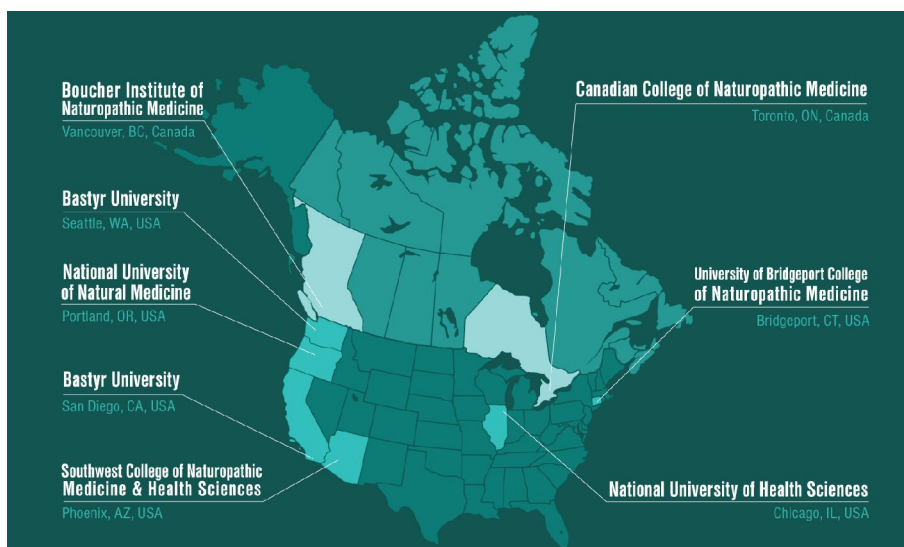 Boucher Institute of
Naturopathic Medicine
Vancouver, BC, Canada
Bastyr University
Seattle, WA, USA
National University
of Natural Medicine
Portland, OR, USA
Bastyr University
San Diego, CA, USA
Southwest College of Naturopathic
Medicine & Health Sciences
Phoenix, AZ, USA
Canadian College of Naturopathic Medicine
Toronto, ON, Canada
University of Bridgeport College
of Naturopathic Medicine
Bridgeport, CT, USA
National University of Health Sciences
Chicago, IL, USA